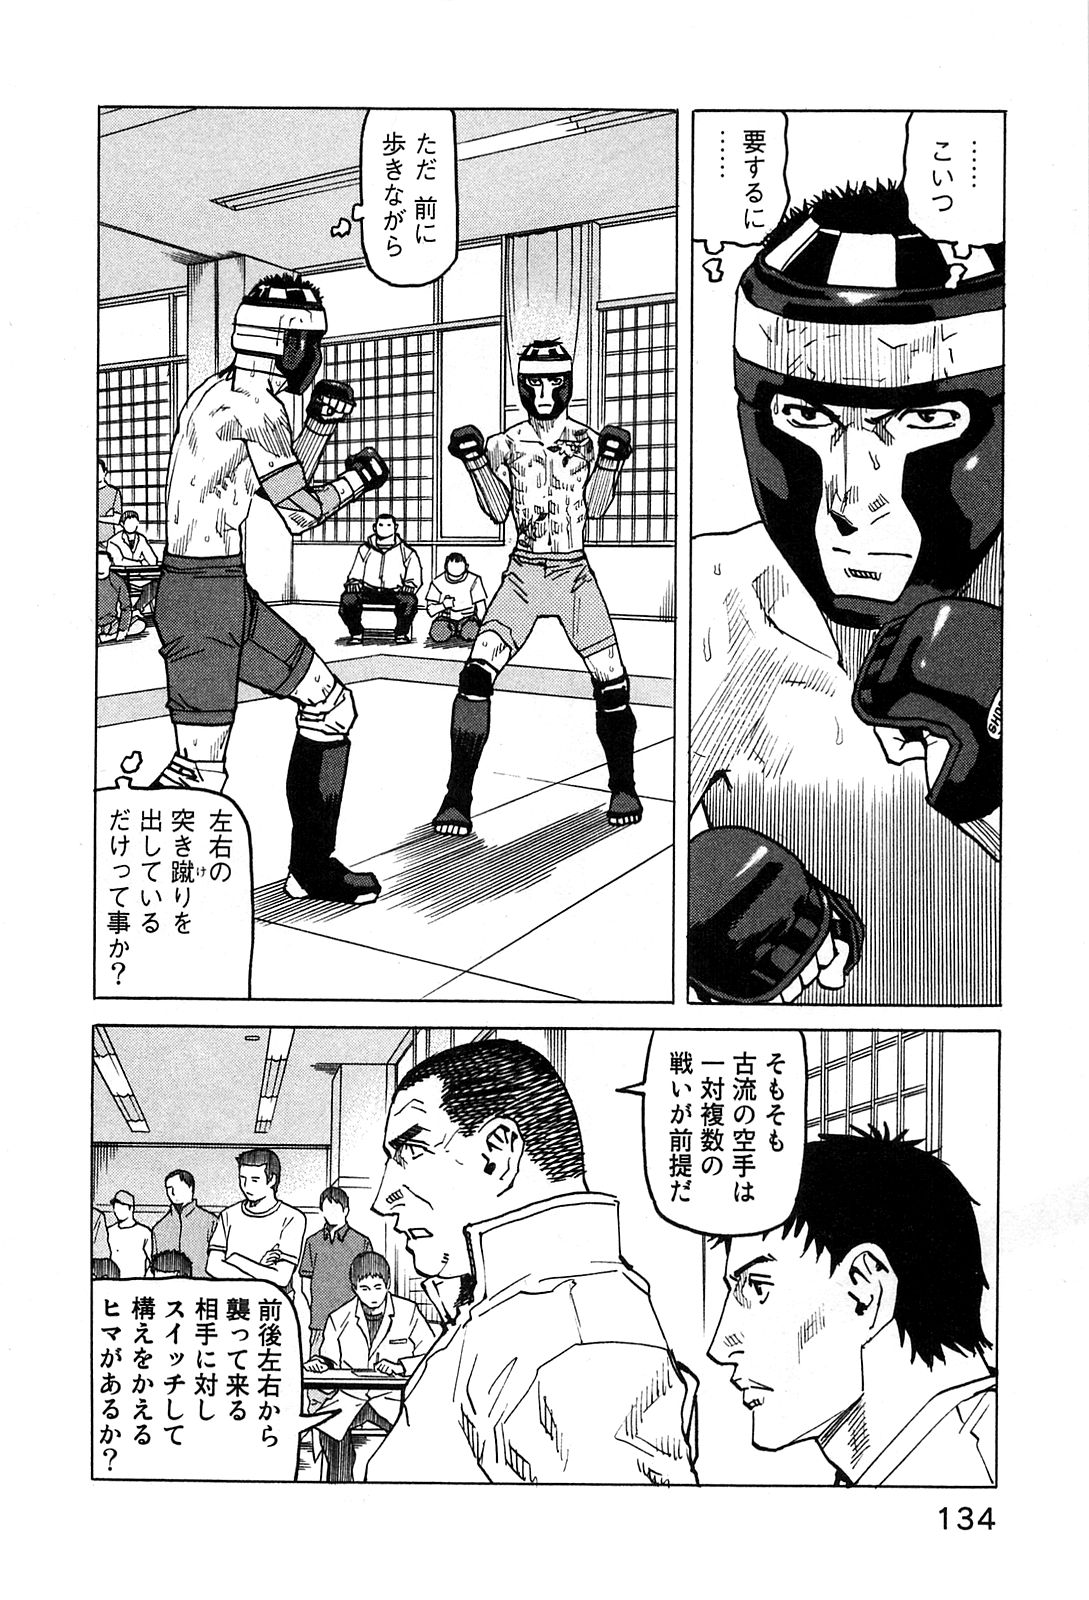 ……
こいつ
要するに
……
ただ 前に
歩きながら
左右の
突き蹴りを
け
出している
だけって事か？
そもそも
古流の空手は
一対複数の
戦いが前提だ
前後左右から
襲って来る
相手に対し
スイッチして
構えをかえる
ヒマがあるか？
134